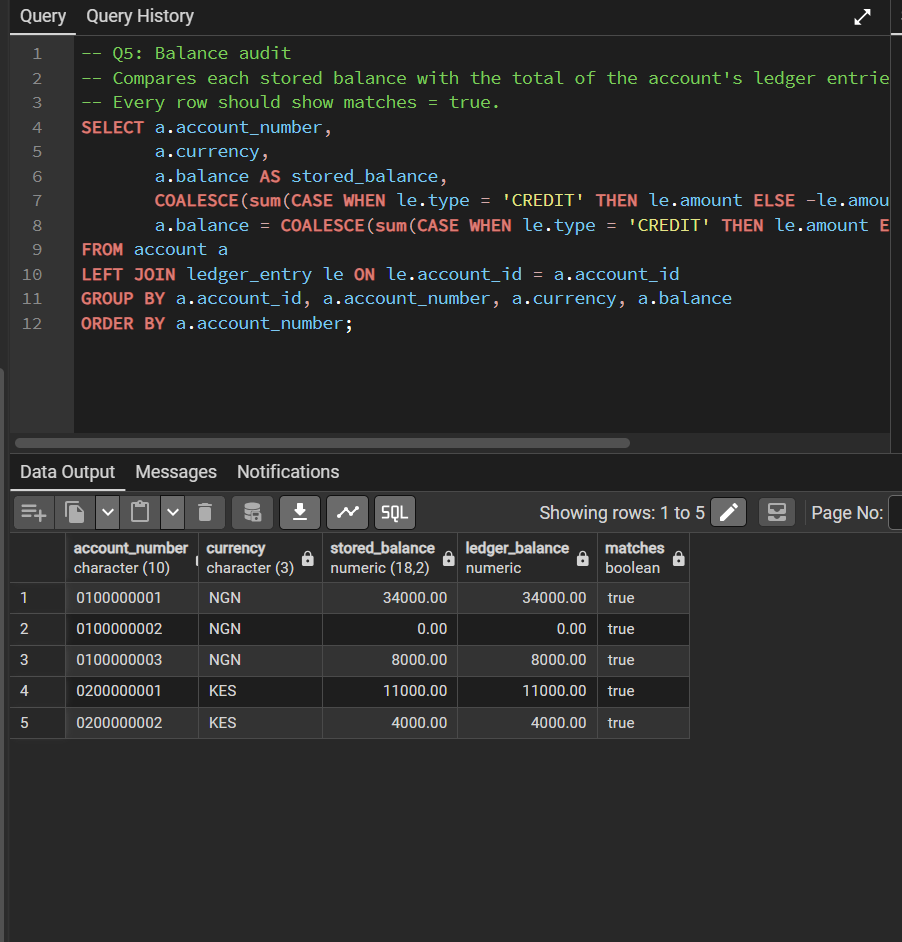 Query Query History
1 -- Q5: Balance audit
2 -- Compares each stored balance with the total of the account's ledger entrie
3 -- Every row should show matches = true.
4 SELECT a.account_number,
5 a.currency,
6 a.balance AS stored_balance,
7 COALESCE(sum(CASE WHEN le.type = 'CREDIT' THEN le.amount ELSE -le.amou
8 a.balance = COALESCE(sum(CASE WHEN le.type = 'CREDIT' THEN le.amount E
9 FROM account a
10 LEFT JOIN ledger_entry le ON le.account_id = a.account_id
11 GROUP BY a.account_id, a.account_number, a.currency, a.balance
12 ORDER BY a.account_number;
Data Output Messages Notifications
SQL Showing rows: 1 to 5 Page No:
account_number currency stored_balance ledger_balance matches
character (10) character (3) numeric (18,2) numeric boolean
1 0100000001 NGN 34000.00 34000.00 true
2 0100000002 NGN 0.00 0.00 true
3 0100000003 NGN 8000.00 8000.00 true
4 0200000001 KES 11000.00 11000.00 true
5 0200000002 KES 4000.00 4000.00 true